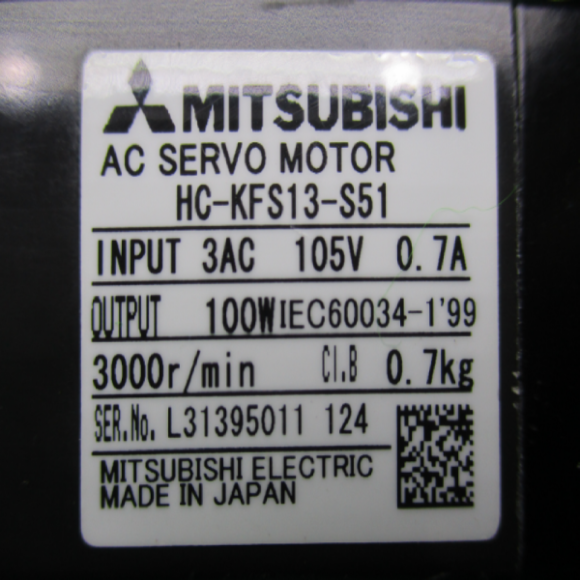 MITSUBISHI
AC SERVO MOTOR
HC-KFS13-S51
INPUT 3AC 105V 0.7A
OUTPUT 100W IEC60034-1'99
3000r/min Cl.B 0.7kg
SER.No. L31395011 124
MITSUBISHI ELECTRIC
MADE IN JAPAN